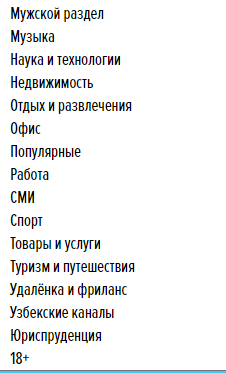 Мужской раздел
Музыка
Наука и технологии
Недвижимость
Отдых и развлечения
Офис
Популярные
Работа
СМИ
Спорт
Товары и услуги
Туризм и путешествия
Удалёнка и фриланс
Узбекские каналы
Юриспруденция
18+